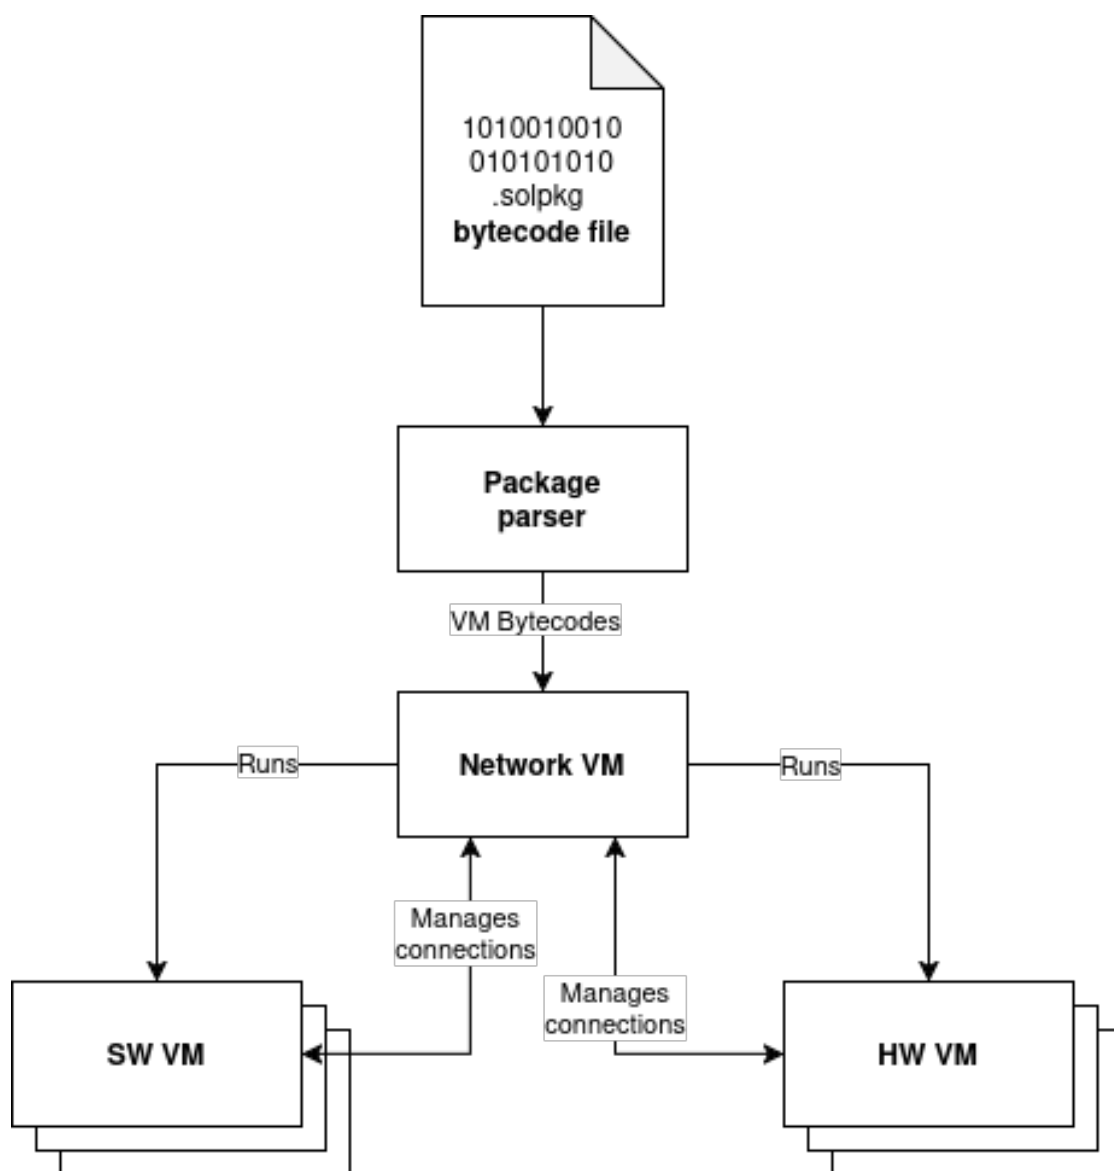 1010010010
010101010
.solpkg
bytecode file
Package
parser
VM Bytecodes
Runs
Network VM
Runs
Manages
connections
Manages
connections
SW VM
HW VM